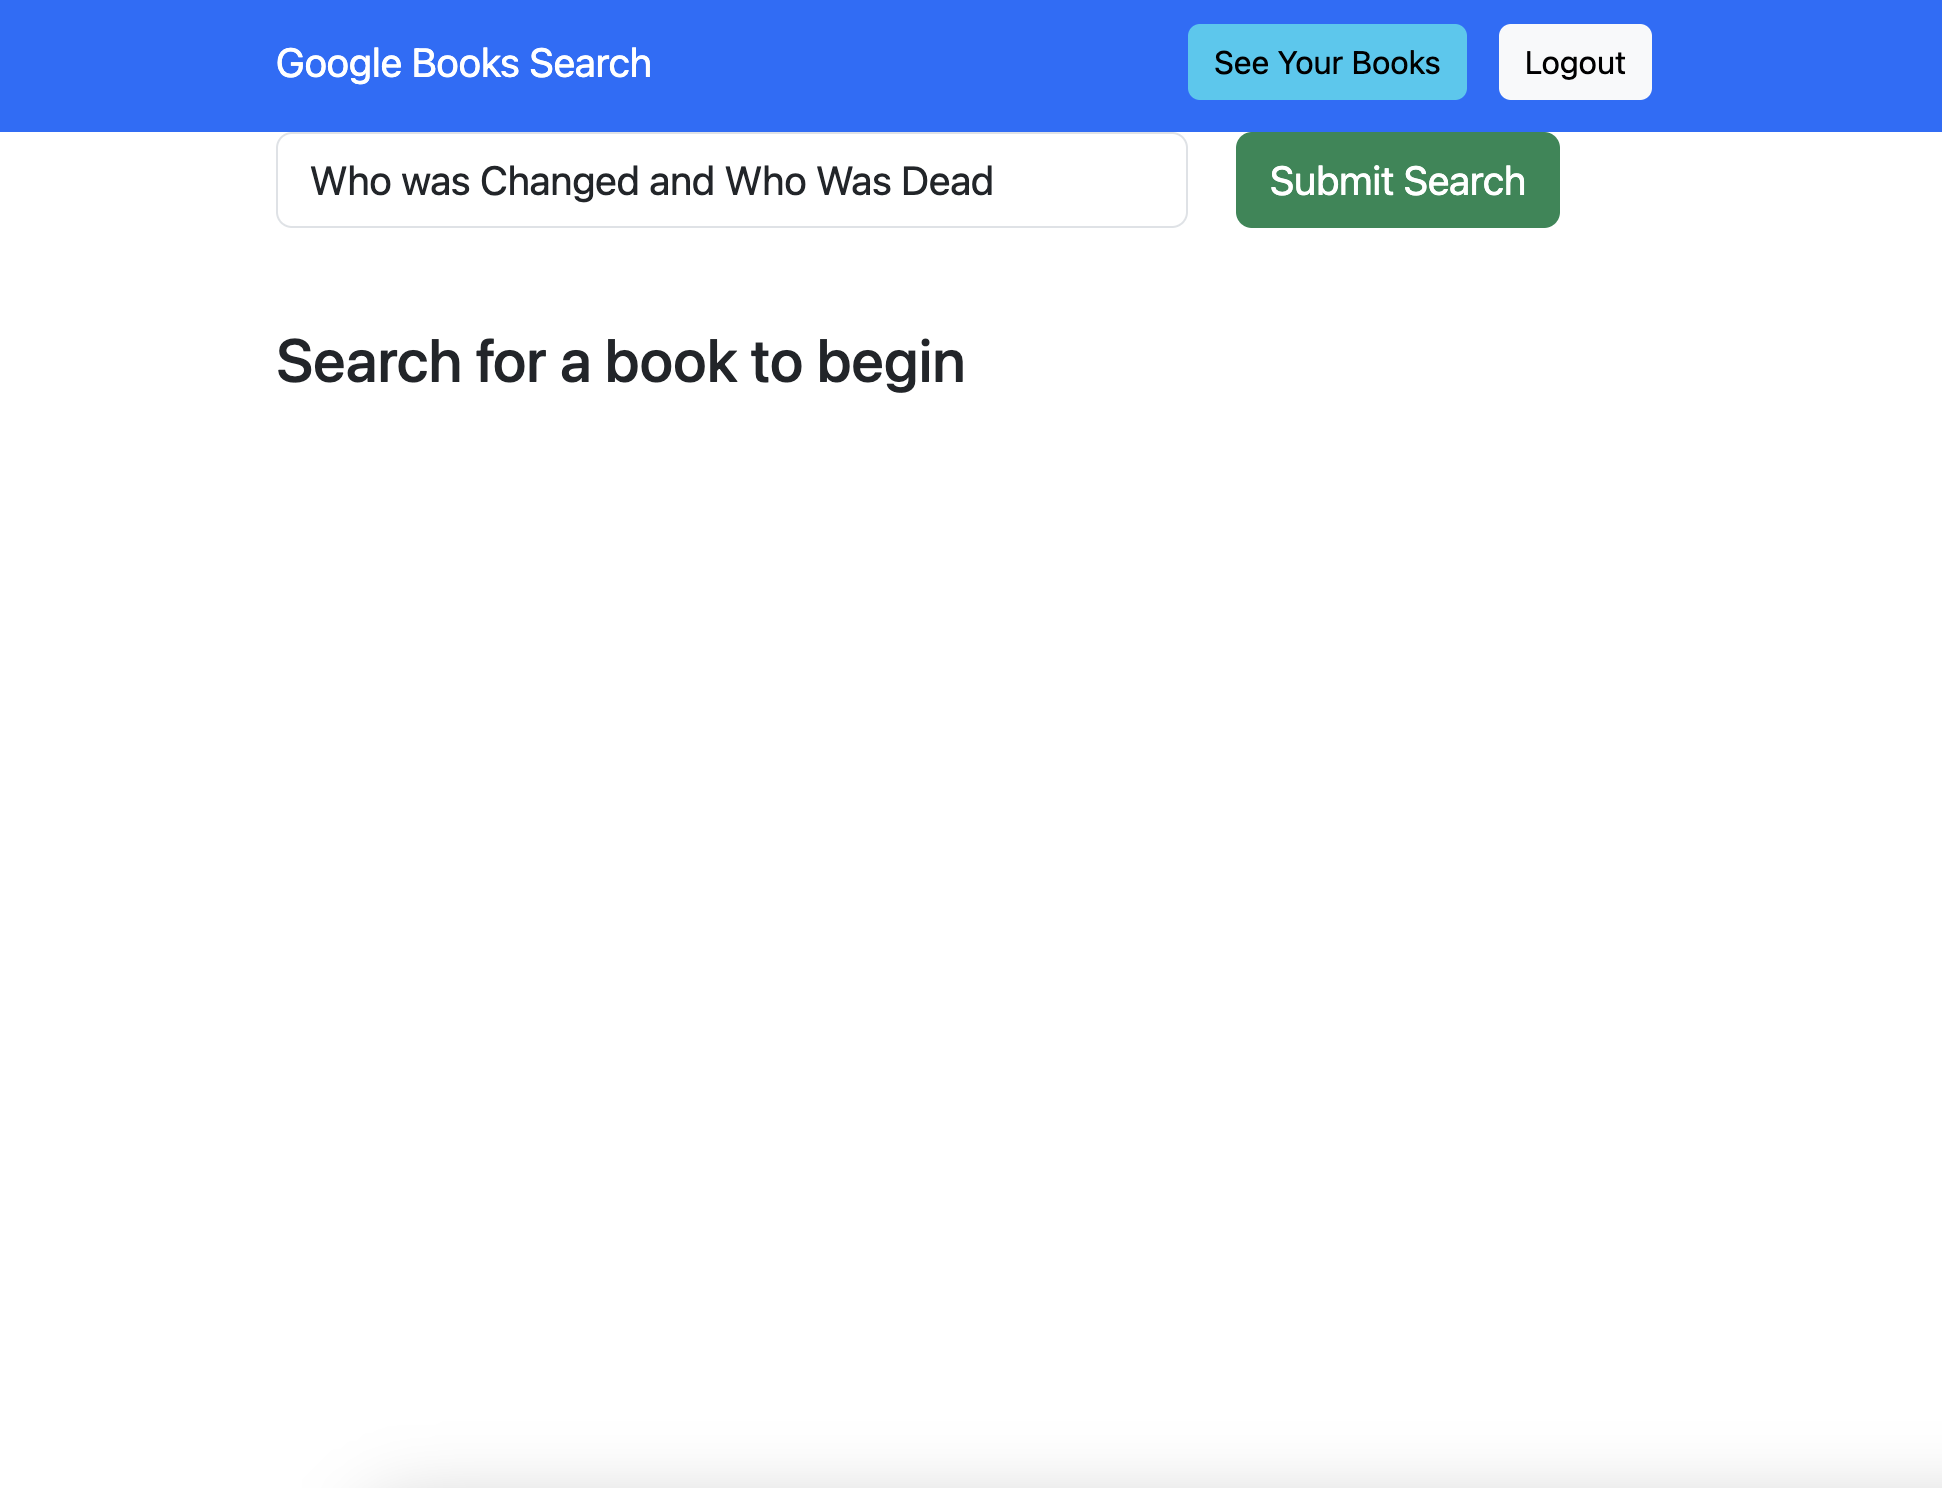 Google Books Search
See Your Books
Logout
Who was Changed and Who Was Dead
Submit Search
Search for a book to begin